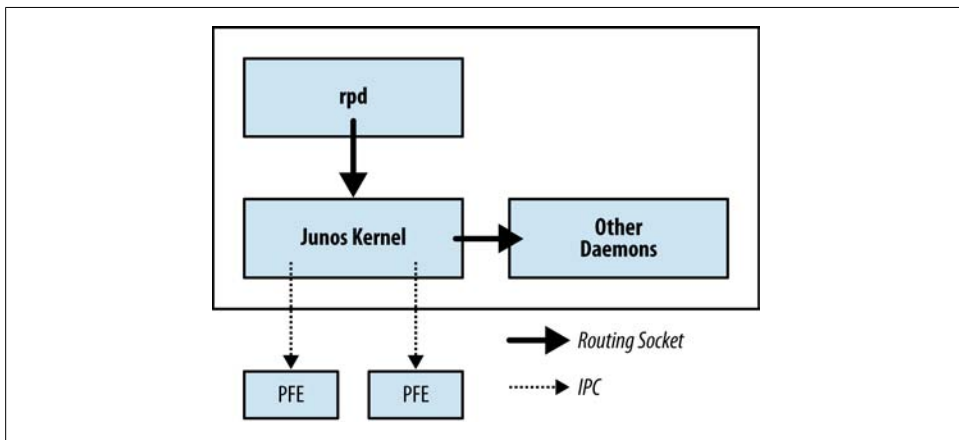 rpd
Junos Kernel
Other
Daemons
Routing Socket
PFE
PFE
IPC